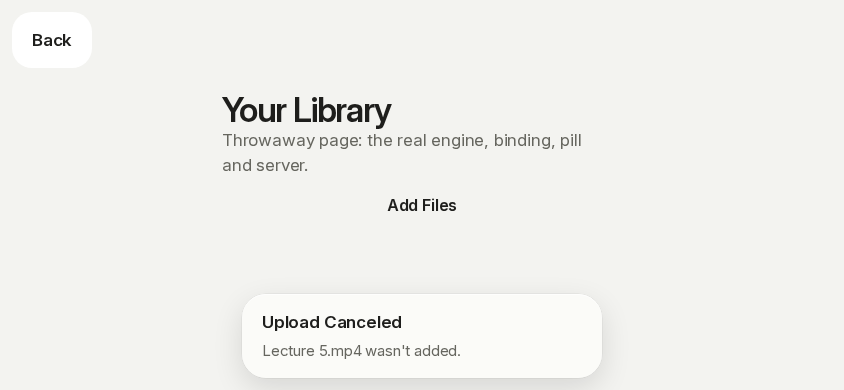 Back
Your Library
Throwaway page: the real engine, binding, pill
and server.
Add Files
Upload Canceled
Lecture 5.mp4 wasn't added.